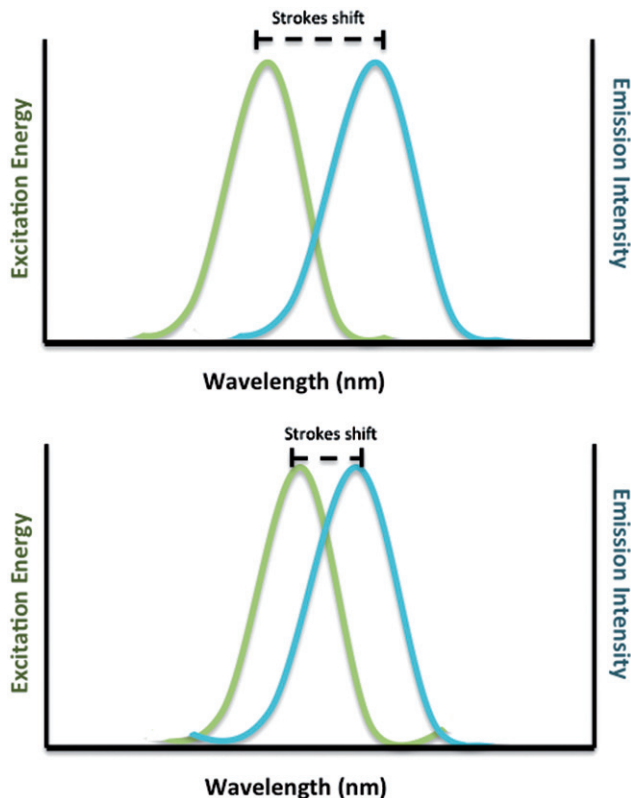 Strokes shift
Excitation Energy
Emission Intensity
Wavelength (nm)
Strokes shift
Excitation Energy
Emission Intensity
Wavelength (nm)